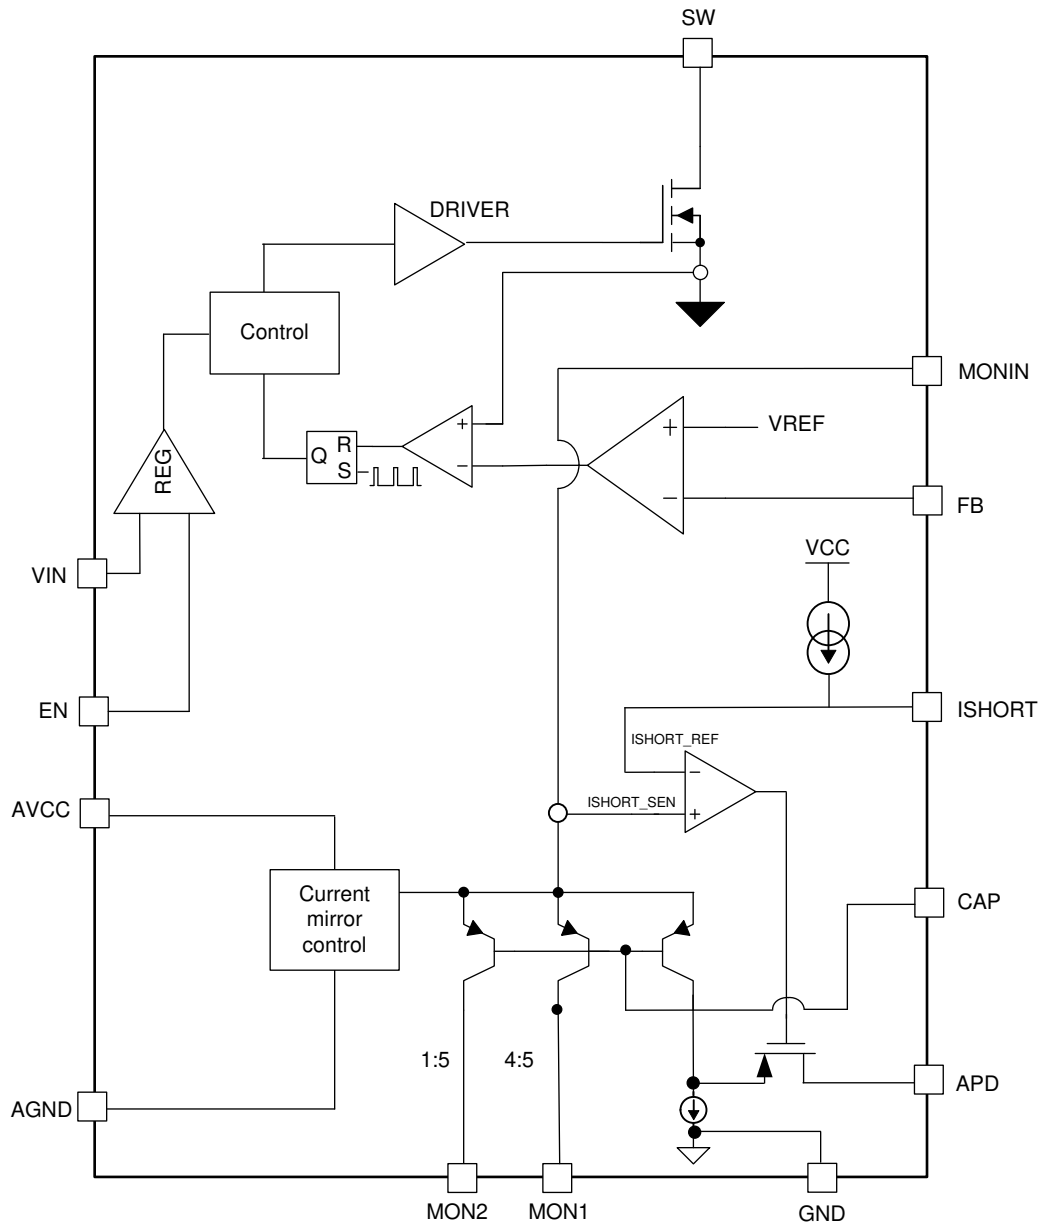 SW
DRIVER
Control
MONIN
+
VREF
+
R
Q
S
−
−
FB
REG
VCC
VIN
EN
ISHORT
ISHORT_REF
−
AVCC
ISHORT_SEN
+
Current
mirror
control
CAP
1:5
4:5
APD
AGND
MON2
MON1
GND